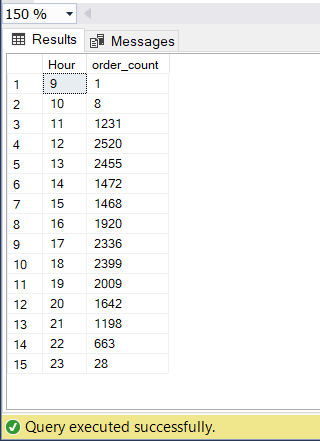 150 %
Results Messages
Hour order_count
1 9 1
2 10 8
3 11 1231
4 12 2520
5 13 2455
6 14 1472
7 15 1468
8 16 1920
9 17 2336
10 18 2399
11 19 2009
12 20 1642
13 21 1198
14 22 663
15 23 28
Query executed successfully.